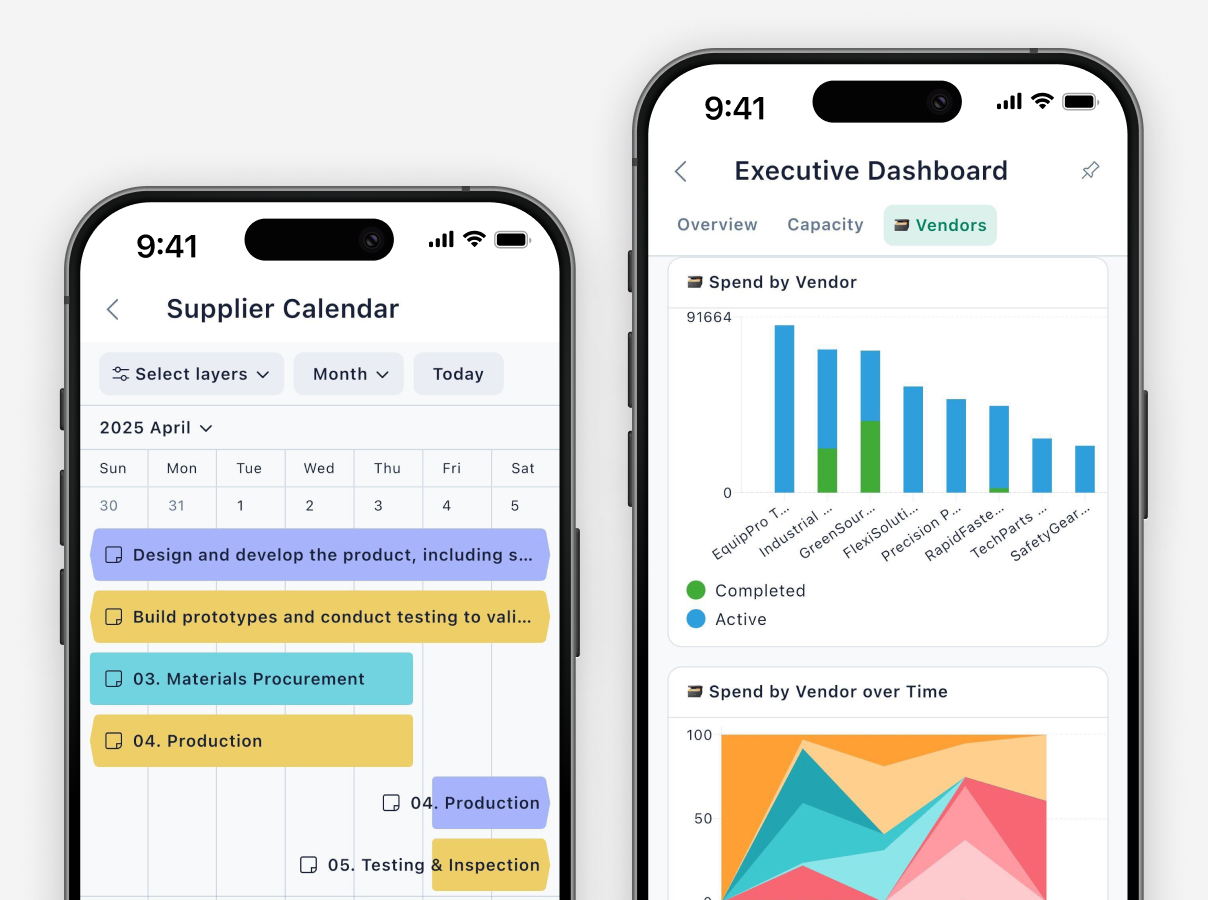 9:41
Supplier Calendar
Select layers
Month
Today
2025 April
Sun Mon Tue Wed Thu Fri Sat
30 31 1 2 3 4 5
Design and develop the product, including s...
Build prototypes and conduct testing to vali...
03. Materials Procurement
04. Production
04. Production
05. Testing & Inspection
9:41
Executive Dashboard
Overview Capacity Vendors
Spend by Vendor
91664
0
EquipPro T...
Industrial ...
GreenSour...
FlexiSoluti...
Precision P...
RapidFaste...
TechParts ...
SafetyGear...
Completed
Active
Spend by Vendor over Time
100
50
0